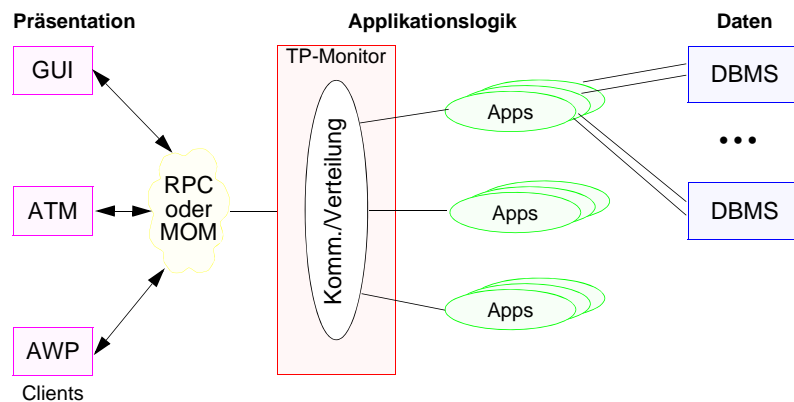 Präsentation
Applikationslogik
Daten
GUI
ATM
AWP
Clients
RPC
oder
MOM
TP-Monitor
Komm./Verteilung
Apps
Apps
Apps
DBMS
•••
DBMS